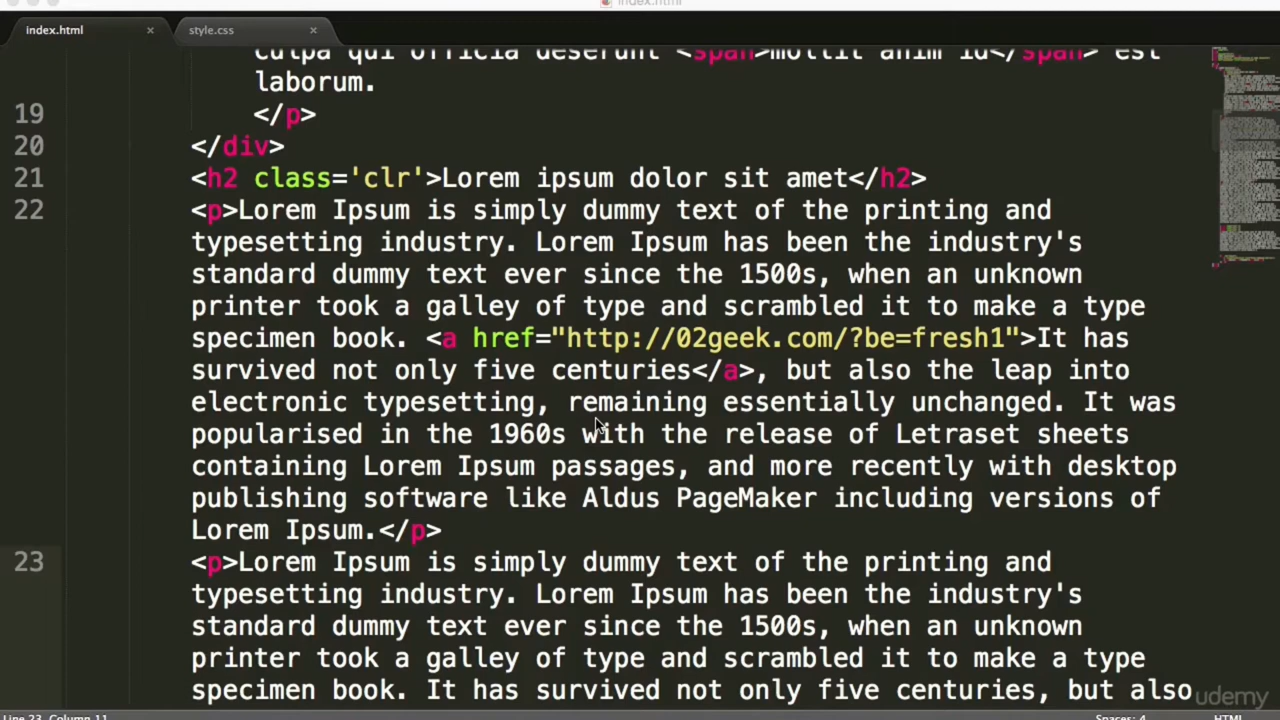 index.html
index.html × style.css ×
culpa qui officia deserunt <span>mollit anim id</span> est
laborum.
19 </p>
20 </div>
21 <h2 class='clr'>Lorem ipsum dolor sit amet</h2>
22 <p>Lorem Ipsum is simply dummy text of the printing and
typesetting industry. Lorem Ipsum has been the industry's
standard dummy text ever since the 1500s, when an unknown
printer took a galley of type and scrambled it to make a type
specimen book. <a href="http://02geek.com/?be=fresh1">It has
survived not only five centuries</a>, but also the leap into
electronic typesetting, remaining essentially unchanged. It was
popularised in the 1960s with the release of Letraset sheets
containing Lorem Ipsum passages, and more recently with desktop
publishing software like Aldus PageMaker including versions of
Lorem Ipsum.</p>
23 <p>Lorem Ipsum is simply dummy text of the printing and
typesetting industry. Lorem Ipsum has been the industry's
standard dummy text ever since the 1500s, when an unknown
printer took a galley of type and scrambled it to make a type
specimen book. It has survived not only five centuries, but also
udemy
Line 23, Column 11 Spaces: 4 HTML